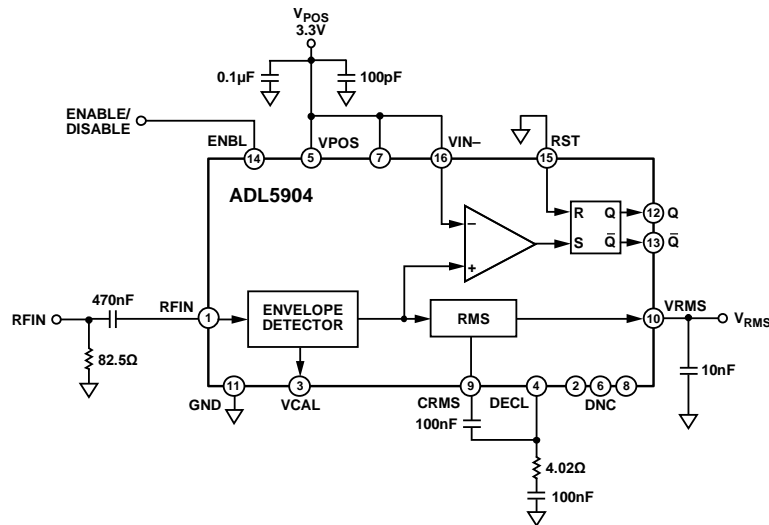 VPOS
3.3V
0.1µF
100pF
ENABLE/
DISABLE
ENBL
VPOS
VIN–
RST
14
5
7
16
15
ADL5904
–
+
R
Q
S
Q̅
12
Q
13
Q̅
RFIN
470nF
RFIN
1
ENVELOPE
DETECTOR
RMS
VRMS
10
VRMS
82.5Ω
10nF
11
3
9
4
2
6
8
GND
VCAL
CRMS
DECL
DNC
100nF
4.02Ω
100nF